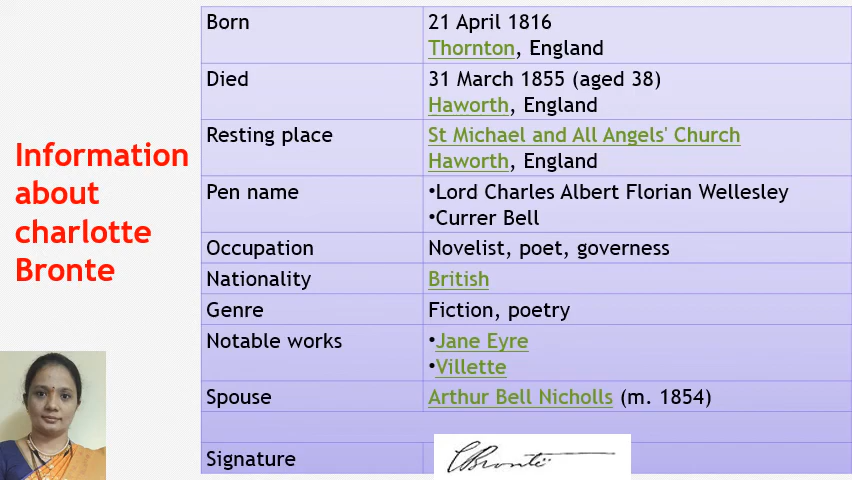 Information
about
charlotte
Bronte
Born
21 April 1816
Thornton, England
Died
31 March 1855 (aged 38)
Haworth, England
Resting place
St Michael and All Angels' Church
Haworth, England
Pen name
•Lord Charles Albert Florian Wellesley
•Currer Bell
Occupation
Novelist, poet, governess
Nationality
British
Genre
Fiction, poetry
Notable works
•Jane Eyre
•Villette
Spouse
Arthur Bell Nicholls (m. 1854)
Signature
CBrontë